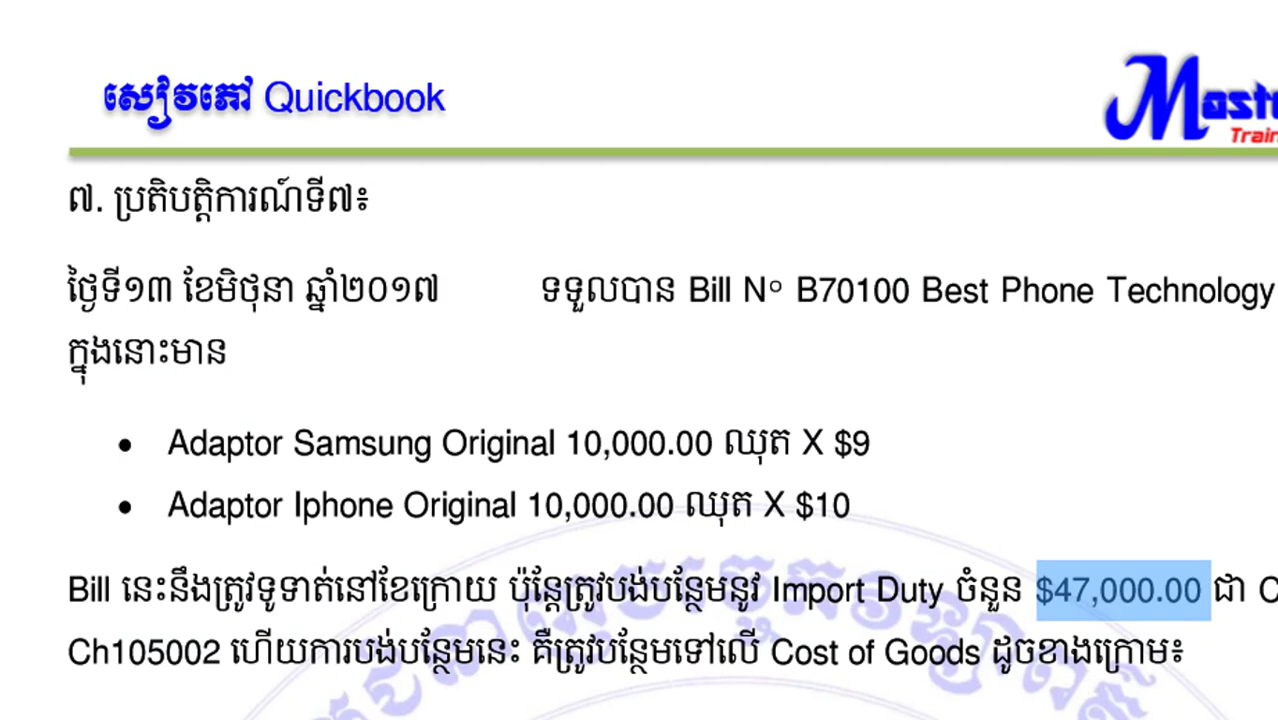 សៀវភៅ Quickbook
៧. ប្រតិបត្តិការណ៍ទី៧៖
ថ្ងៃទី១៣ ខែមិថុនា ឆ្នាំ២០១៧ ទទួលបាន Bill Nº B70100 Best Phone Technology
ក្នុងនោះមាន
• Adaptor Samsung Original 10,000.00 ឈុត X $9
• Adaptor Iphone Original 10,000.00 ឈុត X $10
Bill នេះនឹងត្រូវទូទាត់នៅខែក្រោយ ប៉ុន្តែត្រូវបង់បន្ថែមនូវ Import Duty ចំនួន $47,000.00 ជា
Ch105002 ហើយការបង់បន្ថែមនេះ គឺត្រូវបន្ថែមទៅលើ Cost of Goods ដូចខាងក្រោម៖